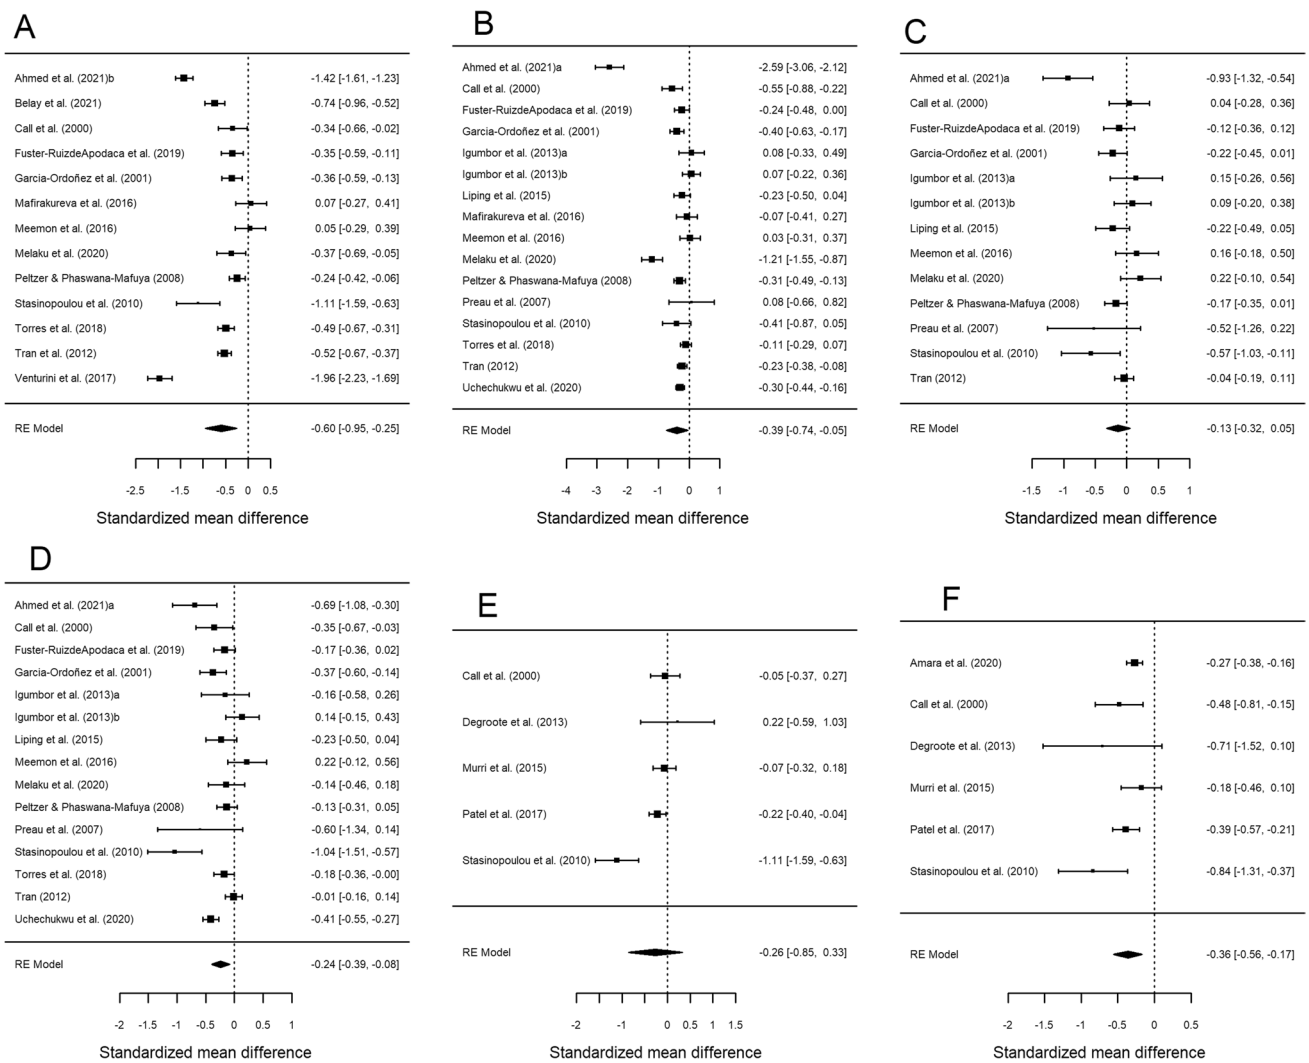 A
Ahmed et al. (2021)b -1.42 [-1.61, -1.23]
Belay et al. (2021) -0.74 [-0.96, -0.52]
Call et al. (2000) -0.34 [-0.66, -0.02]
Fuster-RuizdeApodaca et al. (2019) -0.35 [-0.59, -0.11]
Garcia-Ordoñez et al. (2001) -0.36 [-0.59, -0.13]
Mafirakureva et al. (2016) 0.07 [-0.27, 0.41]
Meemon et al. (2016) 0.05 [-0.29, 0.39]
Melaku et al. (2020) -0.37 [-0.69, -0.05]
Peltzer & Phaswana-Mafuya (2008) -0.24 [-0.42, -0.06]
Stasinopoulou et al. (2010) -1.11 [-1.59, -0.63]
Torres et al. (2018) -0.49 [-0.67, -0.31]
Tran et al. (2012) -0.52 [-0.67, -0.37]
Venturini et al. (2017) -1.96 [-2.23, -1.69]
RE Model -0.60 [-0.95, -0.25]
-2.5 -1.5 -0.5 0 0.5
Standardized mean difference
B
Ahmed et al. (2021)a -2.59 [-3.06, -2.12]
Call et al. (2000) -0.55 [-0.88, -0.22]
Fuster-RuizdeApodaca et al. (2019) -0.24 [-0.48, 0.00]
Garcia-Ordoñez et al. (2001) -0.40 [-0.63, -0.17]
Igumbor et al. (2013)a 0.08 [-0.33, 0.49]
Igumbor et al. (2013)b 0.07 [-0.22, 0.36]
Liping et al. (2015) -0.23 [-0.50, 0.04]
Mafirakureva et al. (2016) -0.07 [-0.41, 0.27]
Meemon et al. (2016) 0.03 [-0.31, 0.37]
Melaku et al. (2020) -1.21 [-1.55, -0.87]
Peltzer & Phaswana-Mafuya (2008) -0.31 [-0.49, -0.13]
Preau et al. (2007) 0.08 [-0.66, 0.82]
Stasinopoulou et al. (2010) -0.41 [-0.87, 0.05]
Torres et al. (2018) -0.11 [-0.29, 0.07]
Tran (2012) -0.23 [-0.38, -0.08]
Uchechukwu et al. (2020) -0.30 [-0.44, -0.16]
RE Model -0.39 [-0.74, -0.05]
-4 -3 -2 -1 0 1
Standardized mean difference
C
Ahmed et al. (2021)a -0.93 [-1.32, -0.54]
Call et al. (2000) 0.04 [-0.28, 0.36]
Fuster-RuizdeApodaca et al. (2019) -0.12 [-0.36, 0.12]
Garcia-Ordoñez et al. (2001) -0.22 [-0.45, 0.01]
Igumbor et al. (2013)a 0.15 [-0.26, 0.56]
Igumbor et al. (2013)b 0.09 [-0.20, 0.38]
Liping et al. (2015) -0.22 [-0.49, 0.05]
Meemon et al. (2016) 0.16 [-0.18, 0.50]
Melaku et al. (2020) 0.22 [-0.10, 0.54]
Peltzer & Phaswana-Mafuya (2008) -0.17 [-0.35, 0.01]
Preau et al. (2007) -0.52 [-1.26, 0.22]
Stasinopoulou et al. (2010) -0.57 [-1.03, -0.11]
Tran (2012) -0.04 [-0.19, 0.11]
RE Model -0.13 [-0.32, 0.05]
-1.5 -0.5 0 0.5 1
Standardized mean difference
D
Ahmed et al. (2021)a -0.69 [-1.08, -0.30]
Call et al. (2000) -0.35 [-0.67, -0.03]
Fuster-RuizdeApodaca et al. (2019) -0.17 [-0.36, 0.02]
Garcia-Ordoñez et al. (2001) -0.37 [-0.60, -0.14]
Igumbor et al. (2013)a -0.16 [-0.58, 0.26]
Igumbor et al. (2013)b 0.14 [-0.15, 0.43]
Liping et al. (2015) -0.23 [-0.50, 0.04]
Meemon et al. (2016) 0.22 [-0.12, 0.56]
Melaku et al. (2020) -0.14 [-0.46, 0.18]
Peltzer & Phaswana-Mafuya (2008) -0.13 [-0.31, 0.05]
Preau et al. (2007) -0.60 [-1.34, 0.14]
Stasinopoulou et al. (2010) -1.04 [-1.51, -0.57]
Torres et al. (2018) -0.18 [-0.36, -0.00]
Tran (2012) -0.01 [-0.16, 0.14]
Uchechukwu et al. (2020) -0.41 [-0.55, -0.27]
RE Model -0.24 [-0.39, -0.08]
-2 -1.5 -1 -0.5 0 0.5 1
Standardized mean difference
E
Call et al. (2000) -0.05 [-0.37, 0.27]
Degroote et al. (2013) 0.22 [-0.59, 1.03]
Murri et al. (2015) -0.07 [-0.32, 0.18]
Patel et al. (2017) -0.22 [-0.40, -0.04]
Stasinopoulou et al. (2010) -1.11 [-1.59, -0.63]
RE Model -0.26 [-0.85, 0.33]
-2 -1 0 1 1.5
Standardized mean difference
F
Amara et al. (2020) -0.27 [-0.38, -0.16]
Call et al. (2000) -0.48 [-0.81, -0.15]
Degroote et al. (2013) -0.71 [-1.52, 0.10]
Murri et al. (2015) -0.18 [-0.46, 0.10]
Patel et al. (2017) -0.39 [-0.57, -0.21]
Stasinopoulou et al. (2010) -0.84 [-1.31, -0.37]
RE Model -0.36 [-0.56, -0.17]
-2 -1 0 0.5
Standardized mean difference